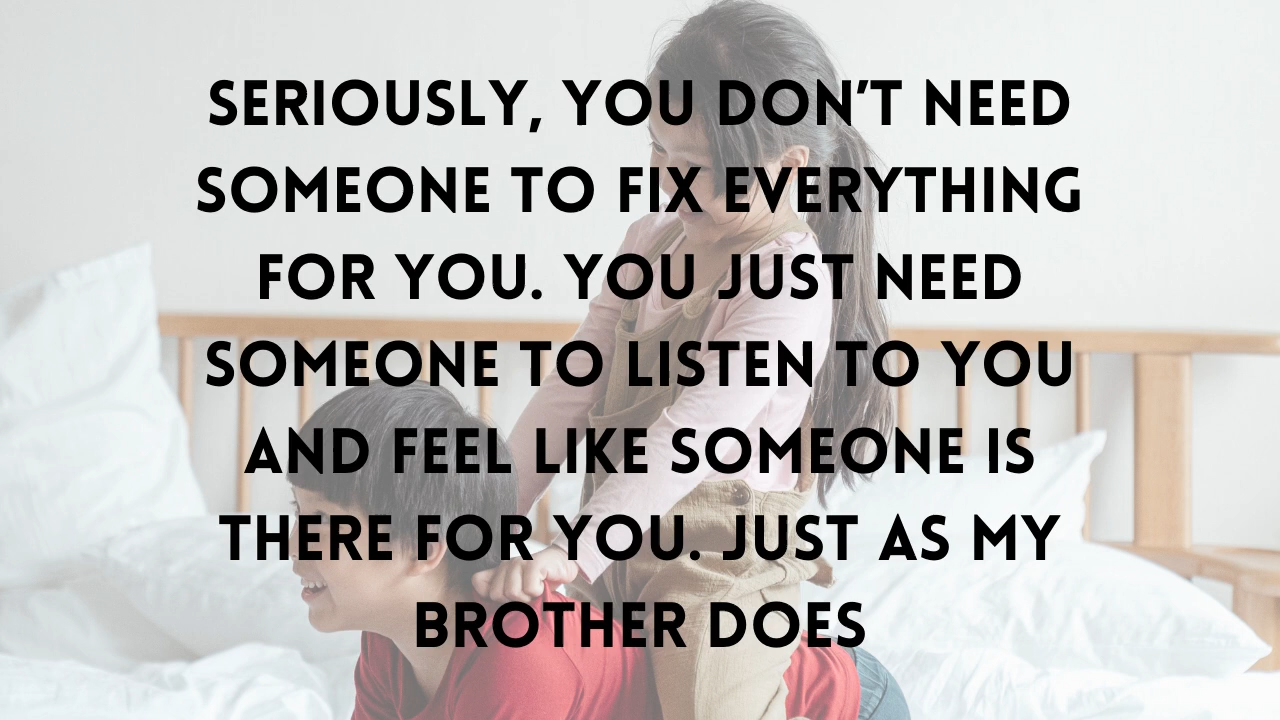 SERIOUSLY, YOU DON'T NEED
SOMEONE TO FIX EVERYTHING
FOR YOU. YOU JUST NEED
SOMEONE TO LISTEN TO YOU
AND FEEL LIKE SOMEONE IS
THERE FOR YOU. JUST AS MY
BROTHER DOES